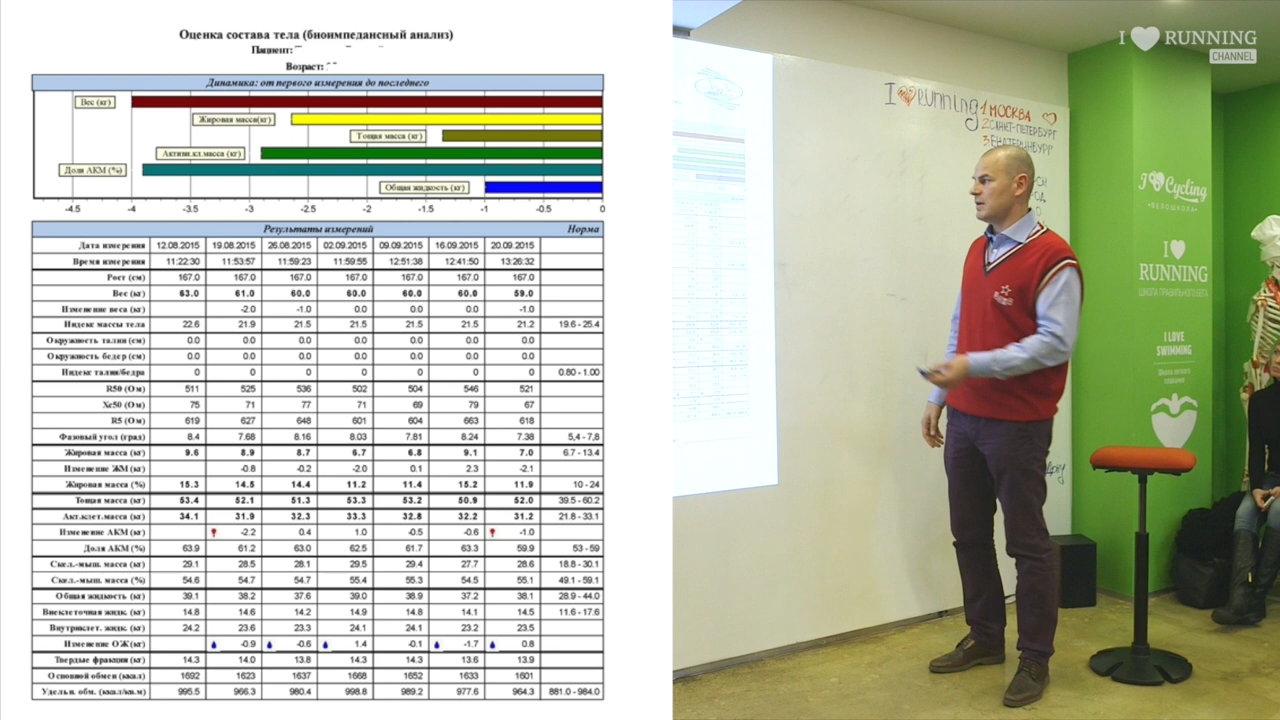 Оценка состава тела (биоимпедансный анализ)
Пациент:
Возраст:
Динамика: от первого измерения до последнего
Вес (кг)
Жировая масса(кг)
Тощая масса (кг)
Активн.кл.масса (кг)
Доля АКМ (%)
Общая жидкость (кг)
-4.5 -4 -3.5 -3 -2.5 -2 -1.5 -1 -0.5 0
Результаты измерений Норма
Дата измерения 12.08.2015 19.08.2015 26.08.2015 02.09.2015 09.09.2015 16.09.2015 20.09.2015
Время измерения 11:22:30 11:53:57 11:59:23 11:59:55 12:51:38 12:41:50 13:26:32
Рост (см) 167.0 167.0 167.0 167.0 167.0 167.0 167.0
Вес (кг) 63.0 61.0 60.0 60.0 60.0 60.0 59.0
Изменение веса (кг) -2.0 -1.0 0.0 0.0 0.0 -1.0
Индекс массы тела 22.6 21.9 21.5 21.5 21.5 21.5 21.2 19.6 - 25.4
Окружность талии (см) 0.0 0.0 0.0 0.0 0.0 0.0 0.0
Окружность бедер (см) 0.0 0.0 0.0 0.0 0.0 0.0 0.0
Индекс талия/бедра 0 0 0 0 0 0 0 0.80 - 1.00
R50 (Ом) 511 525 536 502 504 546 521
Xc50 (Ом) 75 71 77 71 69 79 67
R5 (Ом) 619 627 648 601 604 663 618
Фазовый угол (град) 8.4 7.68 8.16 8.03 7.81 8.24 7.38 5,4 - 7,8
Жировая масса (кг) 9.6 8.9 8.7 6.7 6.8 9.1 7.0 6.7 - 13.4
Изменение ЖМ (кг) -0.8 -0.2 -2.0 0.1 2.3 -2.1
Жировая масса (%) 15.3 14.5 14.4 11.2 11.4 15.2 11.9 10 - 24
Тощая масса (кг) 53.4 52.1 51.3 53.3 53.2 50.9 52.0 39.5 - 60.2
Акт.клет.масса (кг) 34.1 31.9 32.3 33.3 32.8 32.2 31.2 21.8 - 33.1
Изменение АКМ (кг) -2.2 0.4 1.0 -0.5 -0.6 -1.0
Доля АКМ (%) 63.9 61.2 63.0 62.5 61.7 63.3 59.9 53 - 59
Скел.-мыш. масса (кг) 29.1 28.5 28.1 29.5 29.4 27.7 28.6 18.8 - 30.1
Скел.-мыш. масса (%) 54.6 54.7 54.7 55.4 55.3 54.5 55.1 49.1 - 59.1
Общая жидкость (кг) 39.1 38.2 37.6 39.0 38.9 37.2 38.1 28.9 - 44.0
Внеклеточная жидк. (кг) 14.8 14.6 14.2 14.9 14.8 14.1 14.5 11.6 - 17.6
Внутриклет. жидк. (кг) 24.2 23.6 23.3 24.1 24.1 23.2 23.5
Изменение ОЖ(кг) -0.9 -0.6 1.4 -0.1 -1.7 0.8
Твердые фракции (кг) 14.3 14.0 13.8 14.3 14.3 13.6 13.9
Основной обмен (ккал) 1692 1623 1637 1668 1652 1633 1601
Удельн. обм. (ккал/кв.м) 995.5 966.3 980.4 998.8 989.2 977.6 964.3 881.0 - 984.0
I RUNNING
CHANNEL
I RUNNING
1 МОСКВА
2 САНКТ-ПЕТЕРБУРГ
3 ЕКАТЕРИНБУРГ
I Cycling
ВЕЛОШКОЛА
I
RUNNING
ШКОЛА ПРАВИЛЬНОГО БЕГА
I LOVE
SWIMMING